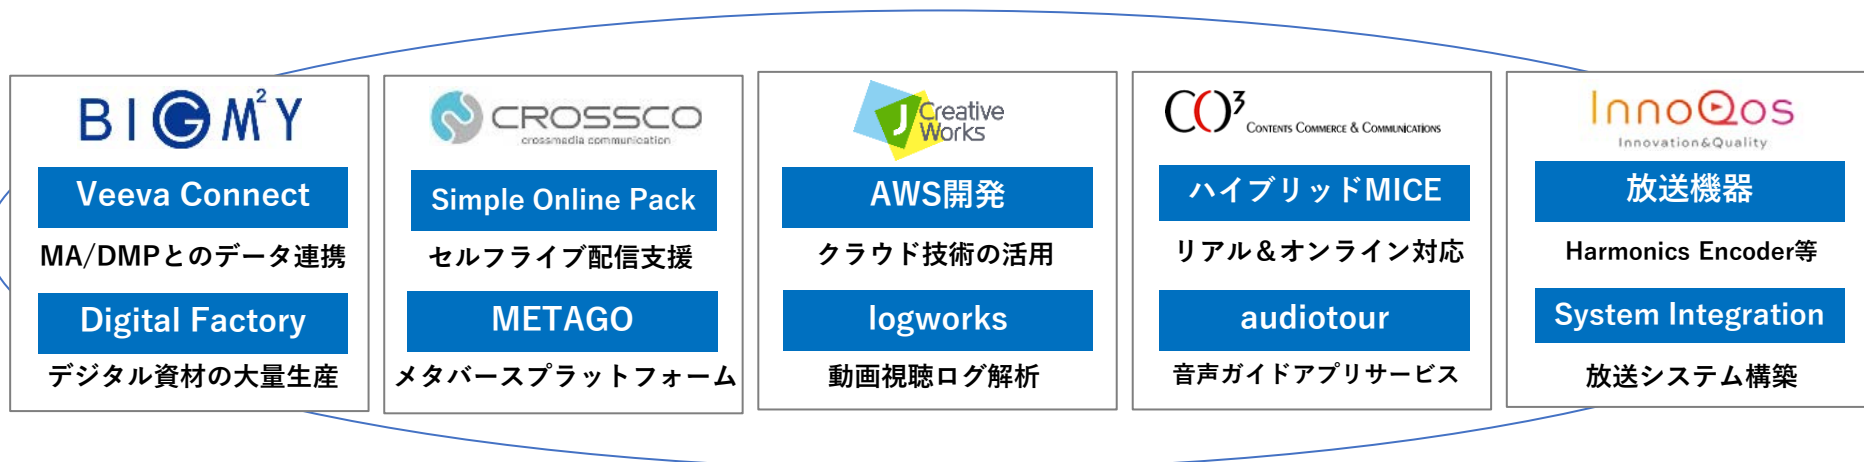 BIGM²Y
Veeva Connect
MA/DMPとのデータ連携
Digital Factory
デジタル資材の大量生産
CROSSCO
crossmedia communication
Simple Online Pack
セルフライブ配信支援
METAGO
メタバースプラットフォーム
J Creative
Works
AWS開発
クラウド技術の活用
logworks
動画視聴ログ解析
CO³ CONTENTS COMMERCE & COMMUNICATIONS
ハイブリッドMICE
リアル＆オンライン対応
audiotour
音声ガイドアプリサービス
InnoQos
Innovation&Quality
放送機器
Harmonics Encoder等
System Integration
放送システム構築